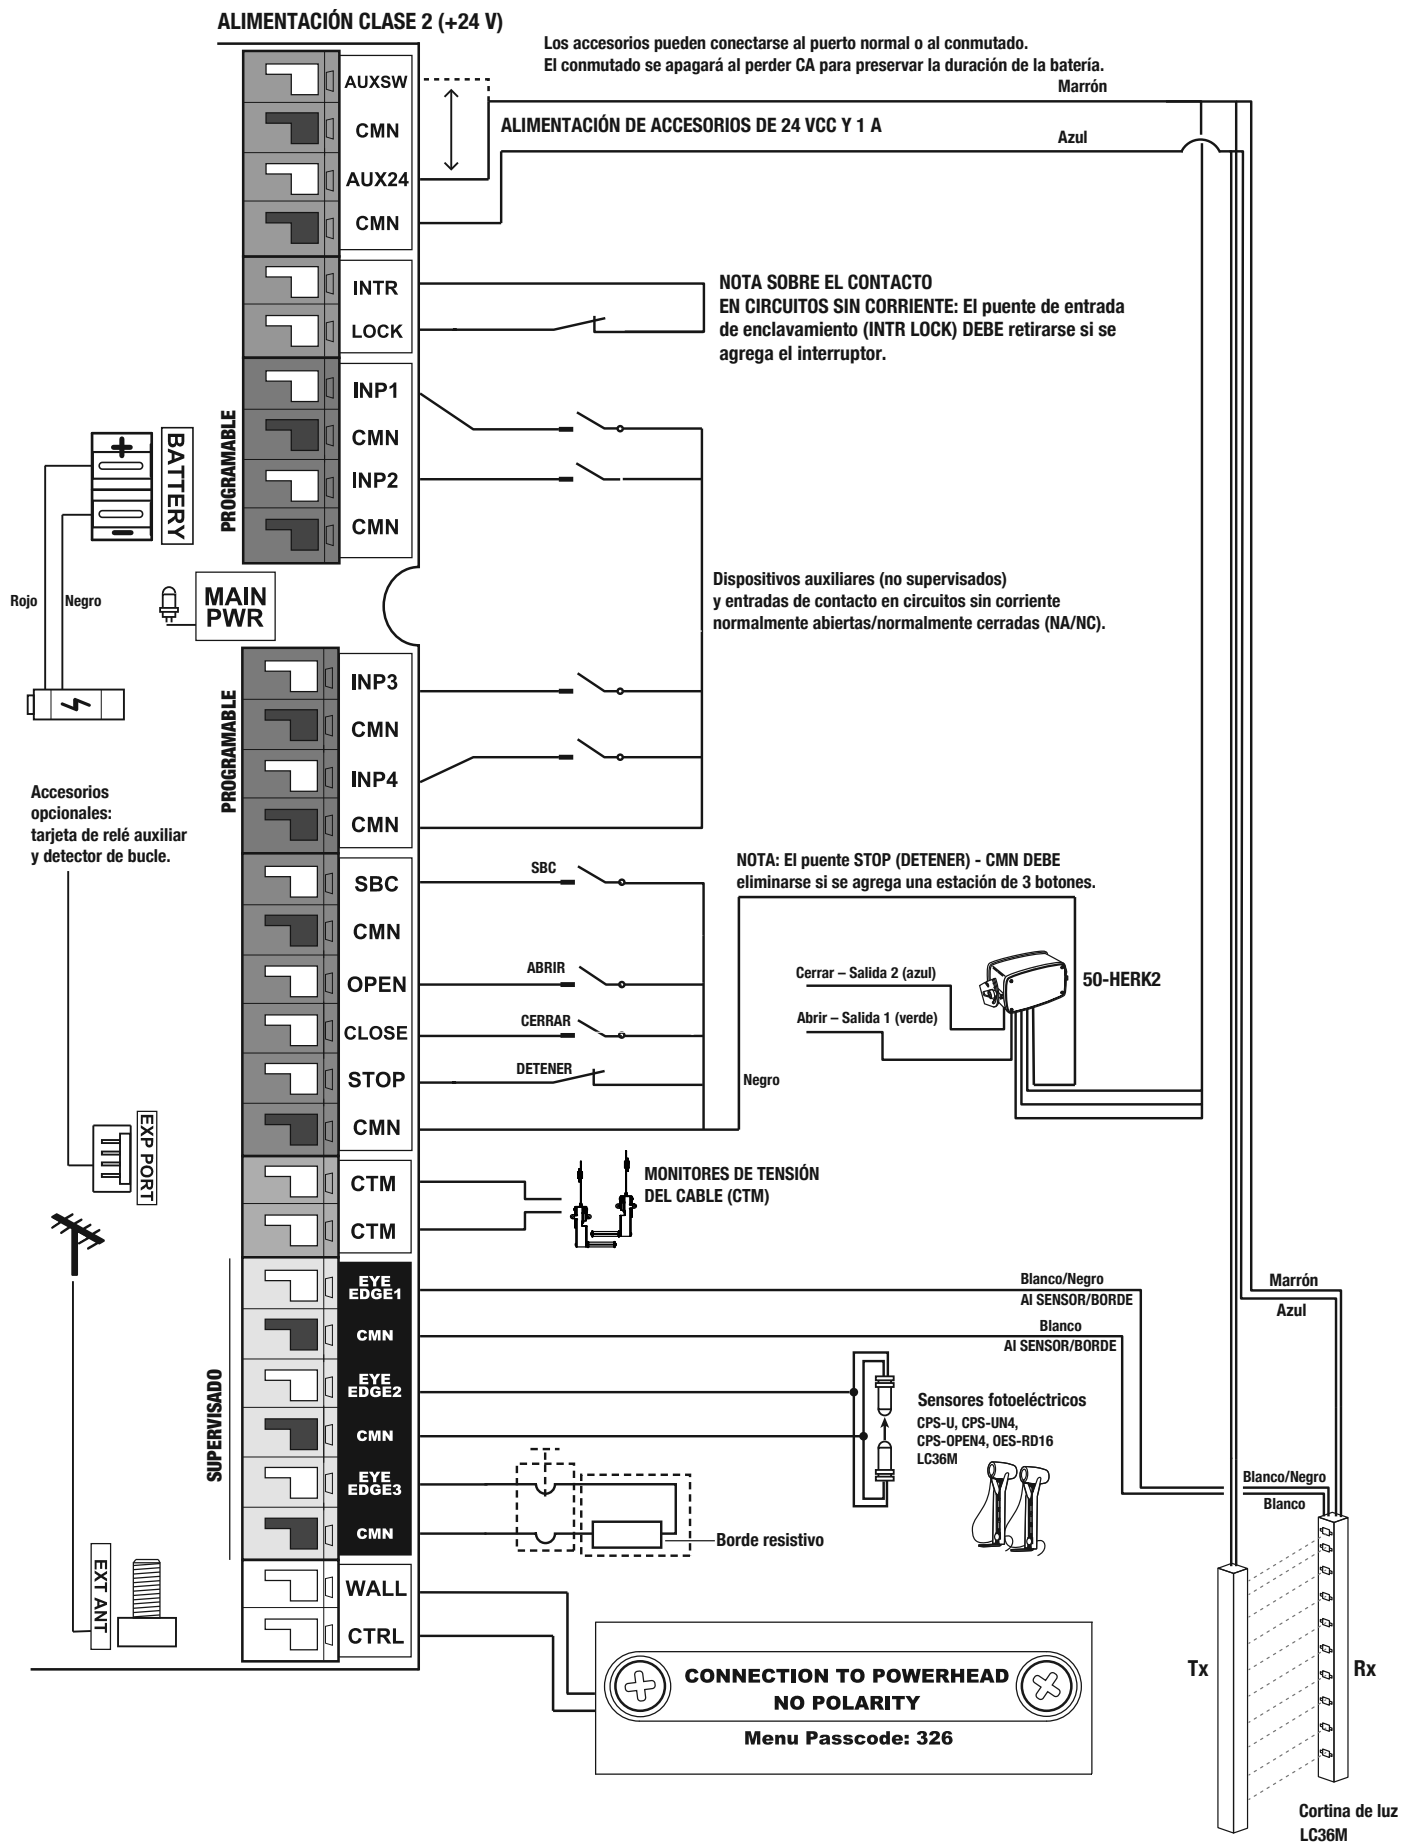 ALIMENTACIÓN CLASE 2 (+24 V)
Los accesorios pueden conectarse al puerto normal o al conmutado.
El conmutado se apagará al perder CA para preservar la duración de la batería.
Marrón
AUXSW
CMN
ALIMENTACIÓN DE ACCESORIOS DE 24 VCC Y 1 A
Azul
AUX24
CMN
INTR
LOCK
NOTA SOBRE EL CONTACTO
EN CIRCUITOS SIN CORRIENTE: El puente de entrada
de enclavamiento (INTR LOCK) DEBE retirarse si se
agrega el interruptor.
PROGRAMABLE
INP1
CMN
INP2
CMN
BATTERY
Rojo
Negro
MAIN
PWR
Dispositivos auxiliares (no supervisados)
y entradas de contacto en circuitos sin corriente
normalmente abiertas/normalmente cerradas (NA/NC).
PROGRAMABLE
INP3
CMN
INP4
CMN
Accesorios
opcionales:
tarjeta de relé auxiliar
y detector de bucle.
SBC
SBC
CMN
NOTA: El puente STOP (DETENER) - CMN DEBE
eliminarse si se agrega una estación de 3 botones.
OPEN
ABRIR
CLOSE
CERRAR
STOP
DETENER
CMN
Negro
Cerrar – Salida 2 (azul)
Abrir – Salida 1 (verde)
50-HERK2
EXP PORT
CTM
CTM
MONITORES DE TENSIÓN
DEL CABLE (CTM)
SUPERVISADO
EYE
EDGE1
CMN
EYE
EDGE2
CMN
EYE
EDGE3
CMN
Blanco/Negro
Al SENSOR/BORDE
Blanco
Al SENSOR/BORDE
Marrón
Azul
Sensores fotoeléctricos
CPS-U, CPS-UN4,
CPS-OPEN4, OES-RD16
LC36M
Blanco/Negro
Blanco
Borde resistivo
EXT ANT
WALL
CTRL
CONNECTION TO POWERHEAD
NO POLARITY
Menu Passcode: 326
Tx
Rx
Cortina de luz
LC36M